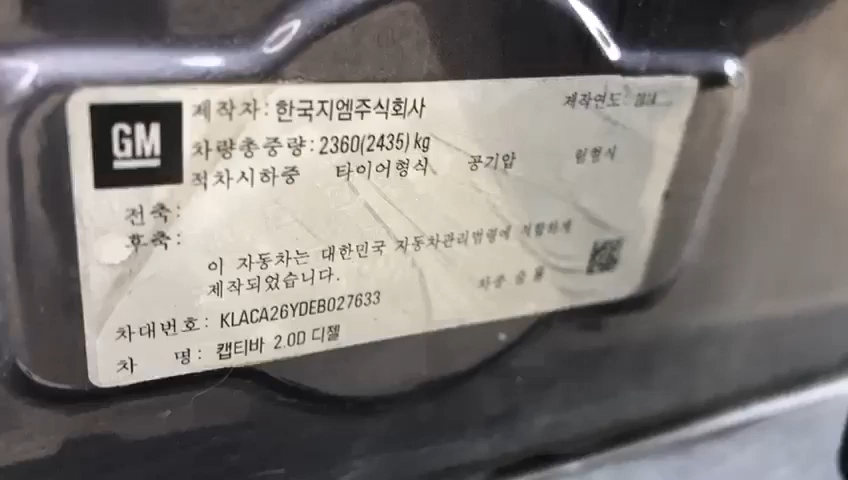 GM
제작자: 한국지엠주식회사 제작연도:
차량총중량: 2360(2435) kg
적차시하중 타이어형식 공기압 림형식
전축:
후축:
이 자동차는 대한민국 자동차관리법령에 적합하게
제작되었습니다.
차대번호: KLACA26YDEB027633
차 명: 캡티바 2.0D 디젤